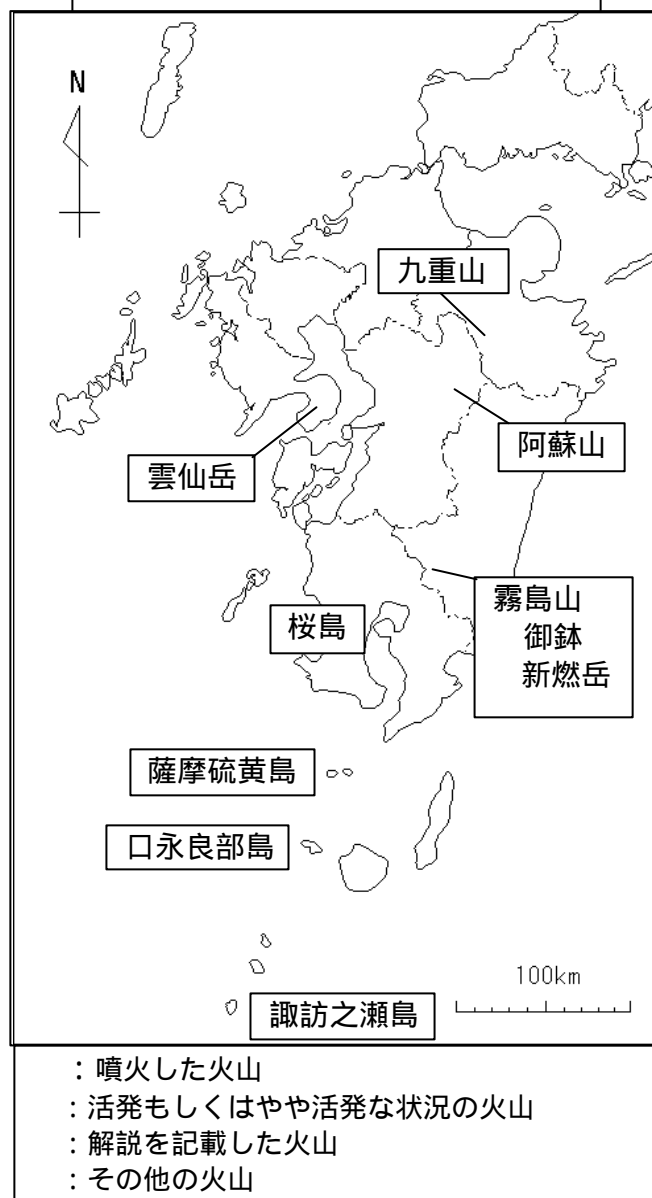 N
九重山
阿蘇山
雲仙岳
霧島山
御鉢
新燃岳
桜島
薩摩硫黄島
口永良部島
諏訪之瀬島
100km
：噴火した火山
：活発もしくはやや活発な状況の火山
：解説を記載した火山
：その他の火山